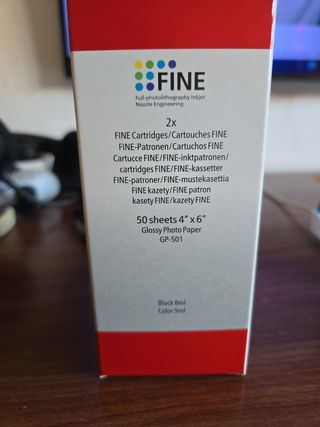 FINE
Full-photolithography Inkjet
Nozzle Engineering
2x
FINE Cartridges/Cartouches FINE
FINE-Patronen/Cartuchos FINE
Cartucce FINE/FINE-inktpatronen/
cartridges FINE/FINE-kassetter
FINE-patroner/FINE-mustekasettia
FINE kazety/FINE patron
kasety FINE/kazety FINE
50 sheets 4” x 6”
Glossy Photo Paper
GP-501
Black 8ml
Color 9ml